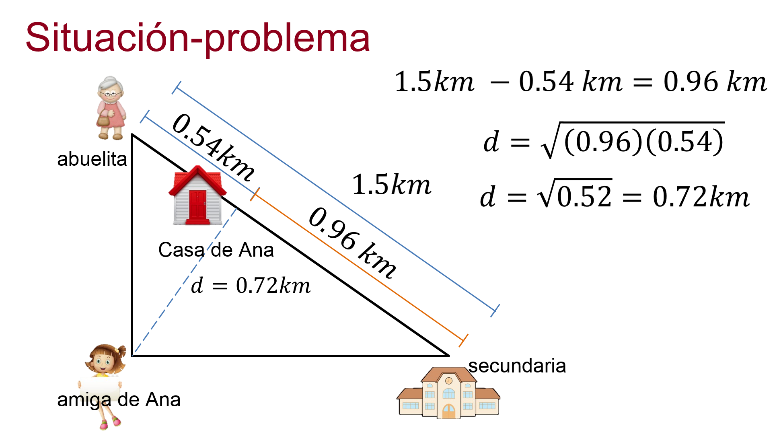 Situación-problema
1.5km − 0.54 km = 0.96 km
d = √(0.96)(0.54)
d = √0.52 = 0.72km
abuelita
0.54km
1.5km
0.96 km
Casa de Ana
d = 0.72km
secundaria
amiga de Ana